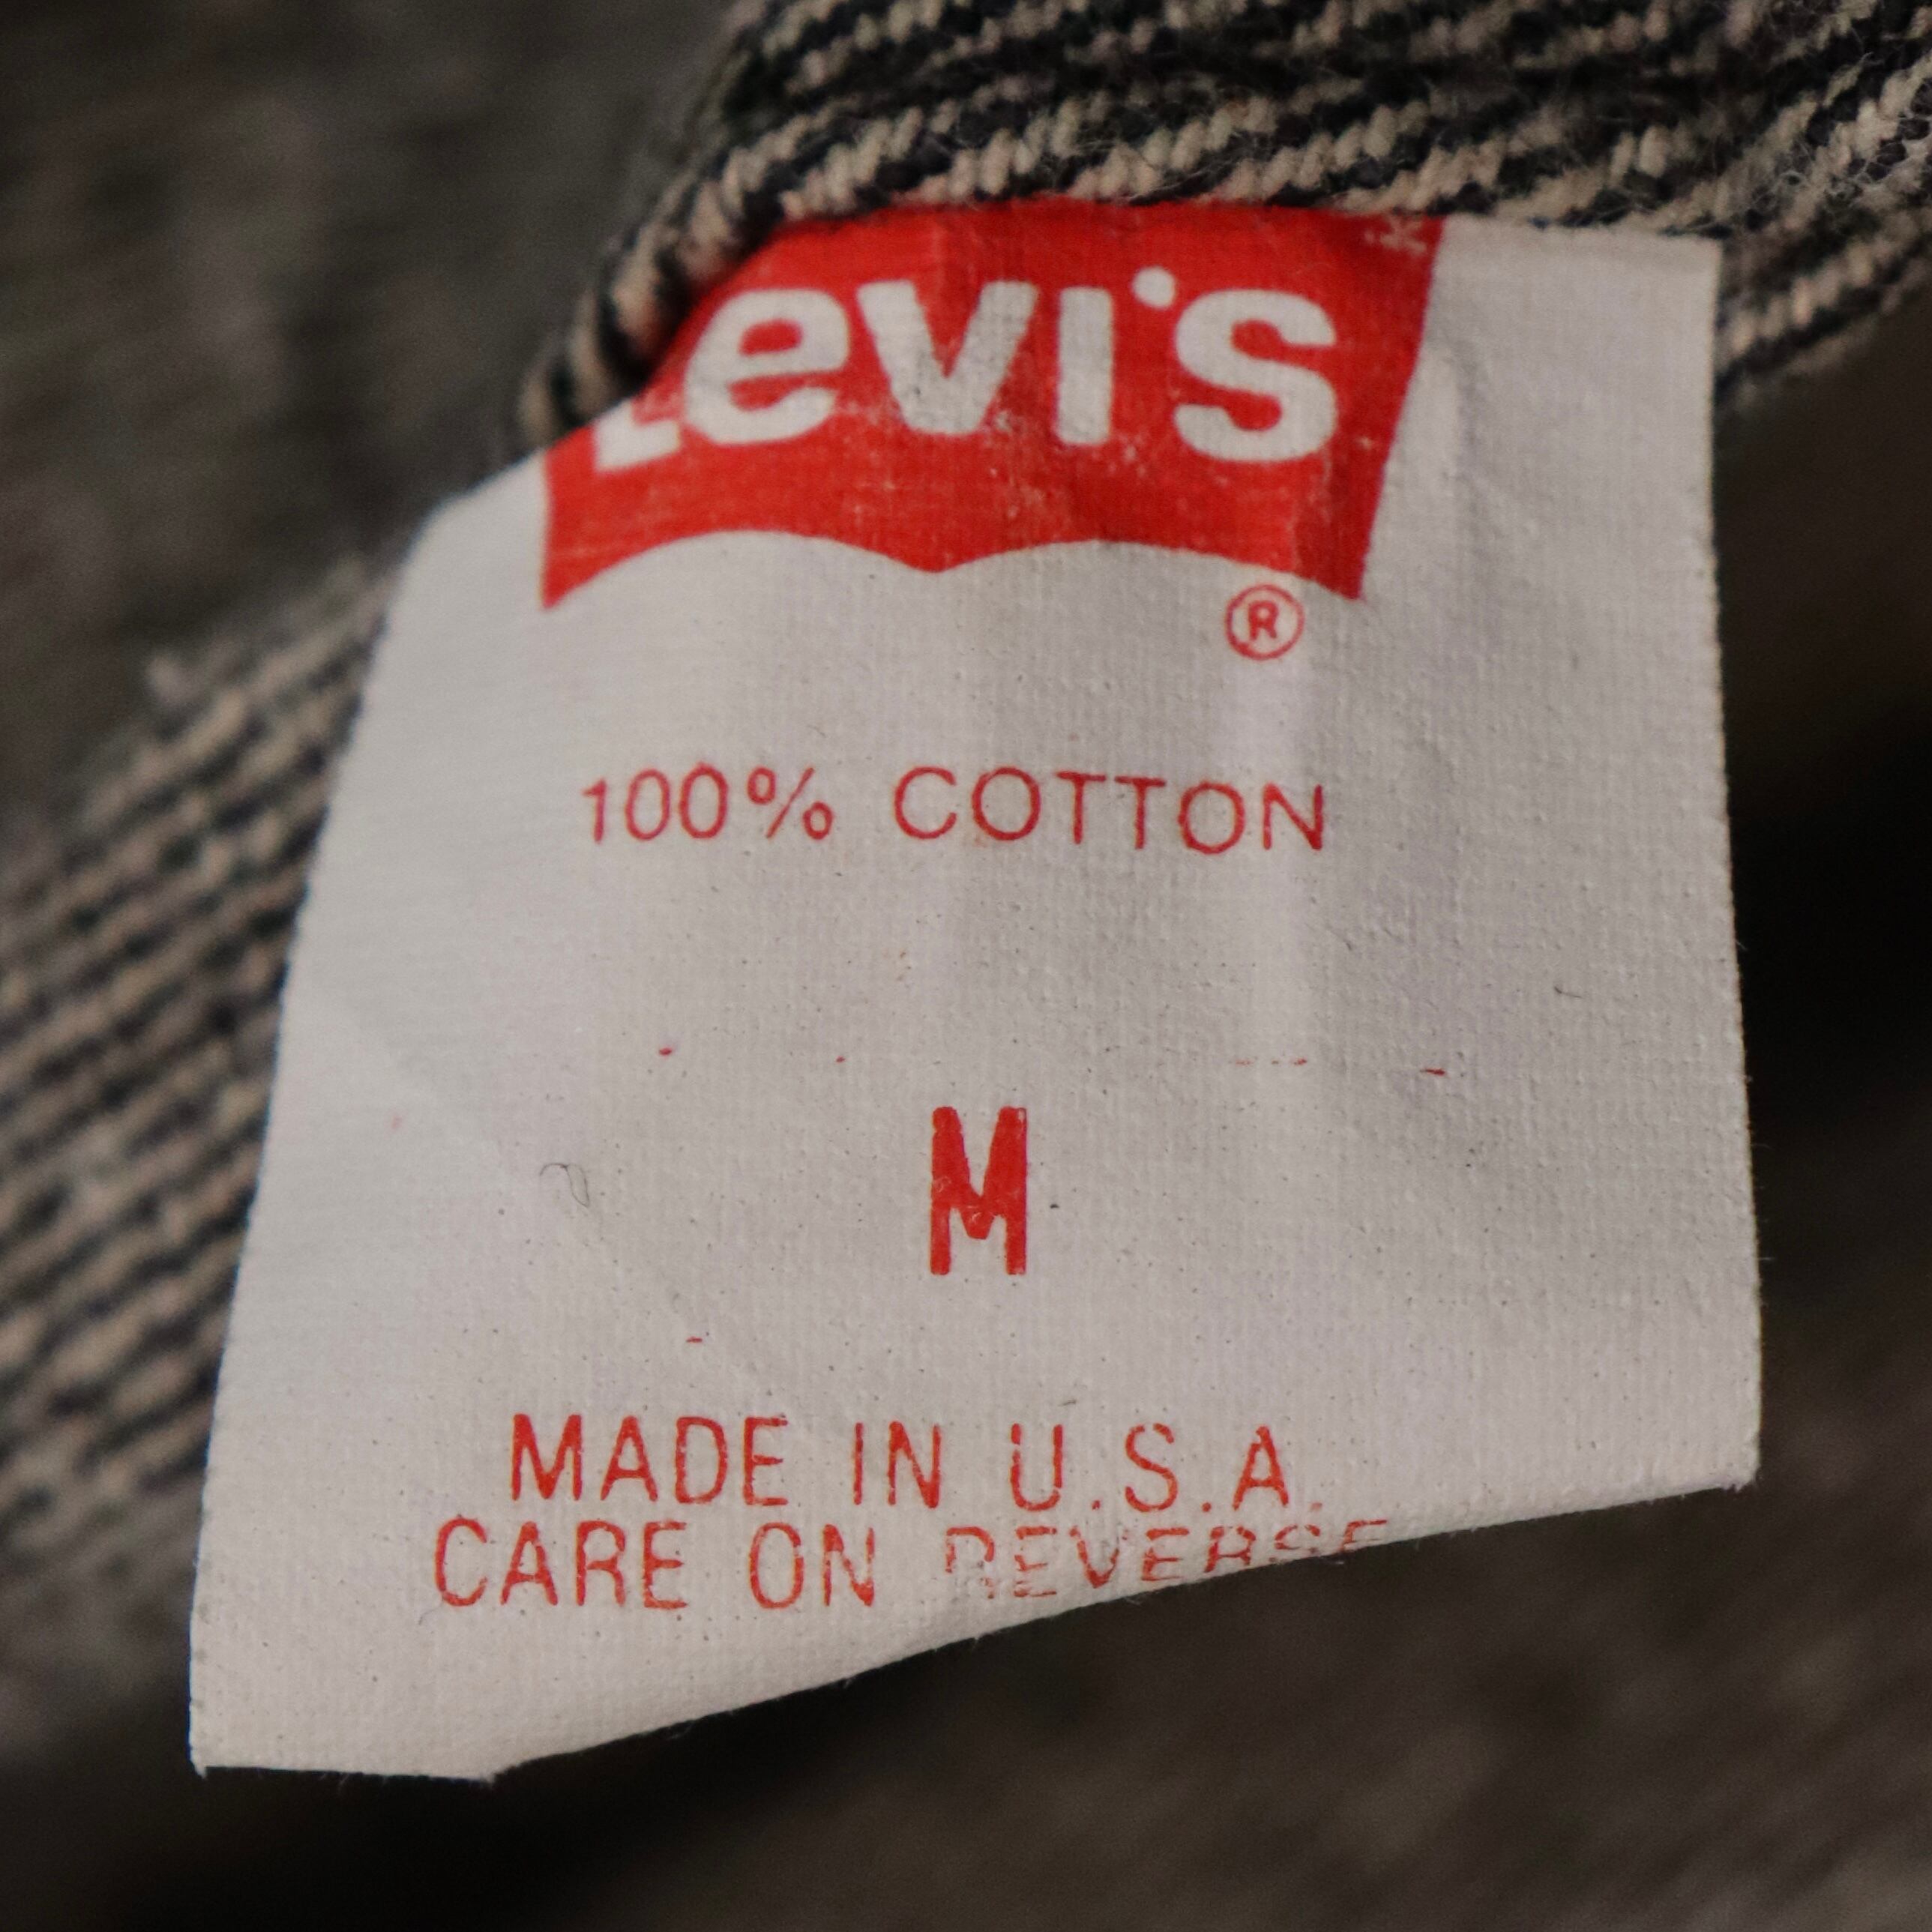 Levi's
®
100% COTTON
M
MADE IN U.S.A.
CARE ON REVERSE